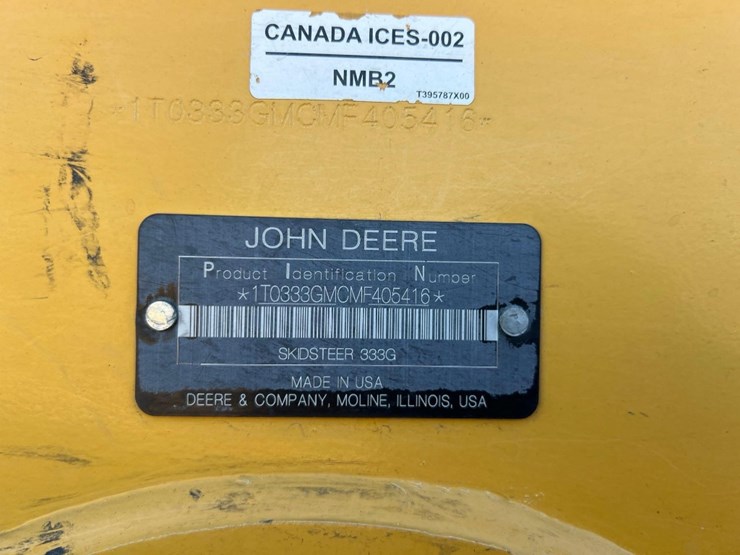 CANADA ICES-002
NMB2
T395787X00
*1T0333GMCMF405416*
JOHN DEERE
Product Identification Number
*1T0333GMCMF405416*
SKIDSTEER 333G
MADE IN USA
DEERE & COMPANY, MOLINE, ILLINOIS, USA